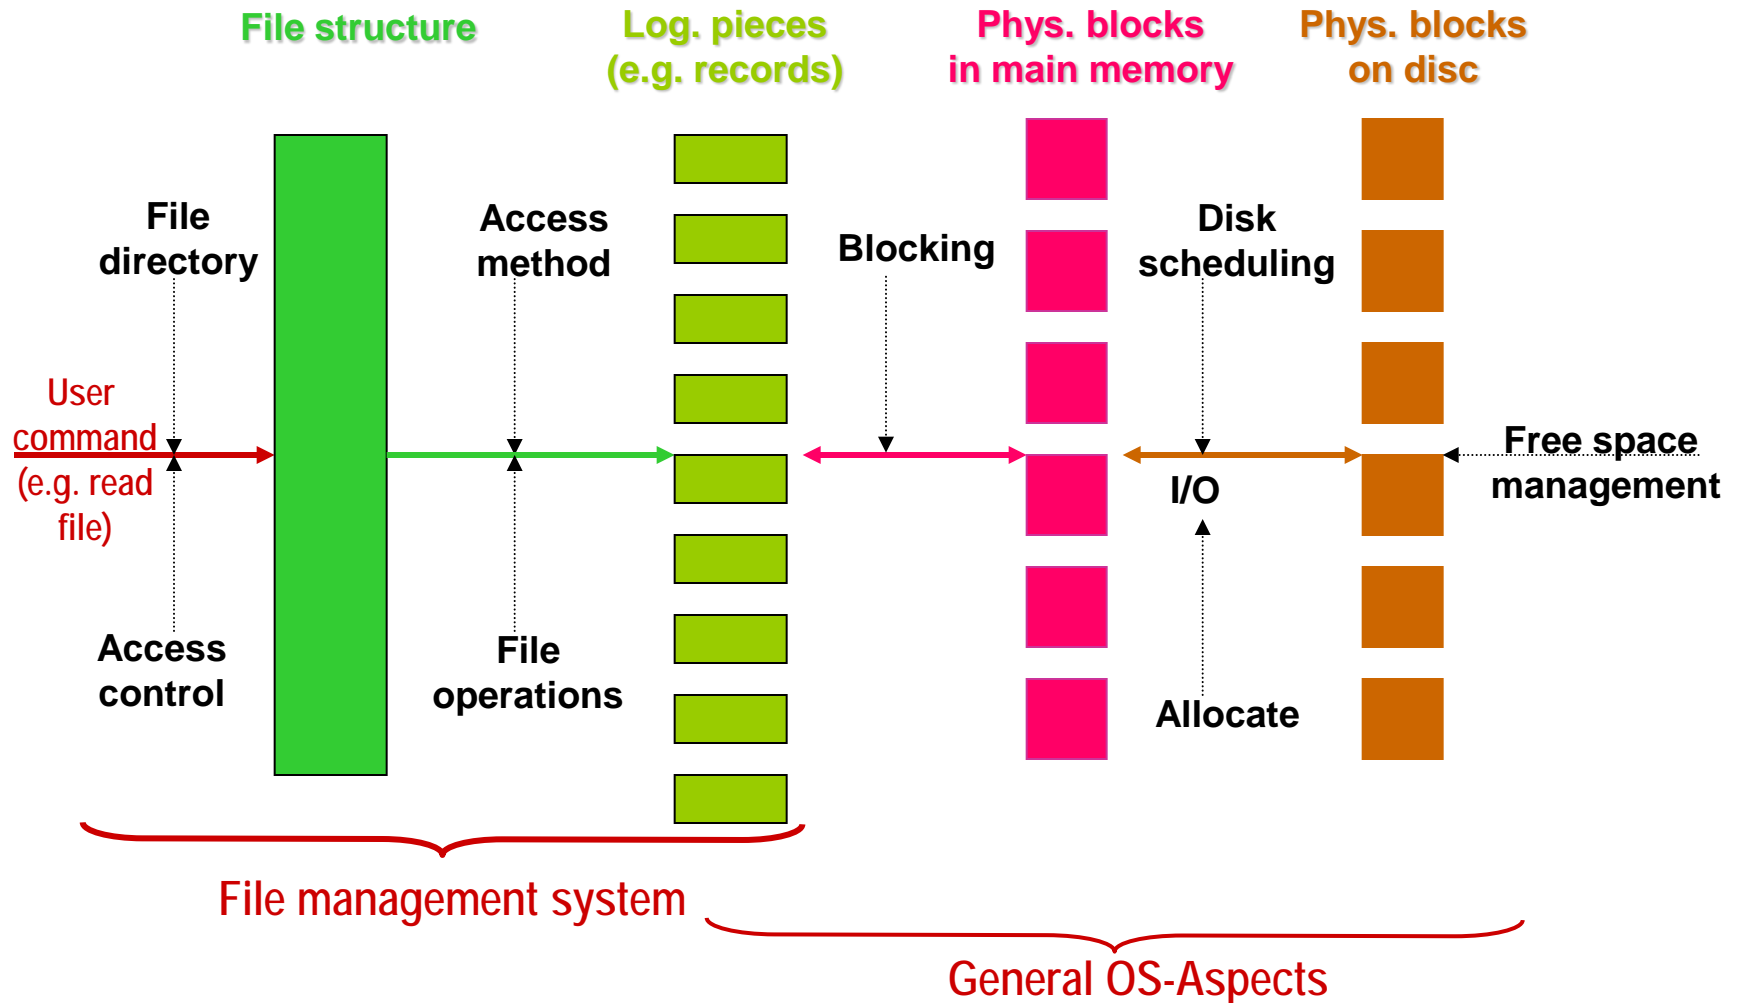 File structure
Log. pieces
(e.g. records)
Phys. blocks
in main memory
Phys. blocks
on disc
File
directory
Access
method
Blocking
Disk
scheduling
User
command
(e.g. read
file)
I/O
Free space
management
Access
control
File
operations
Allocate
File management system
General OS-Aspects